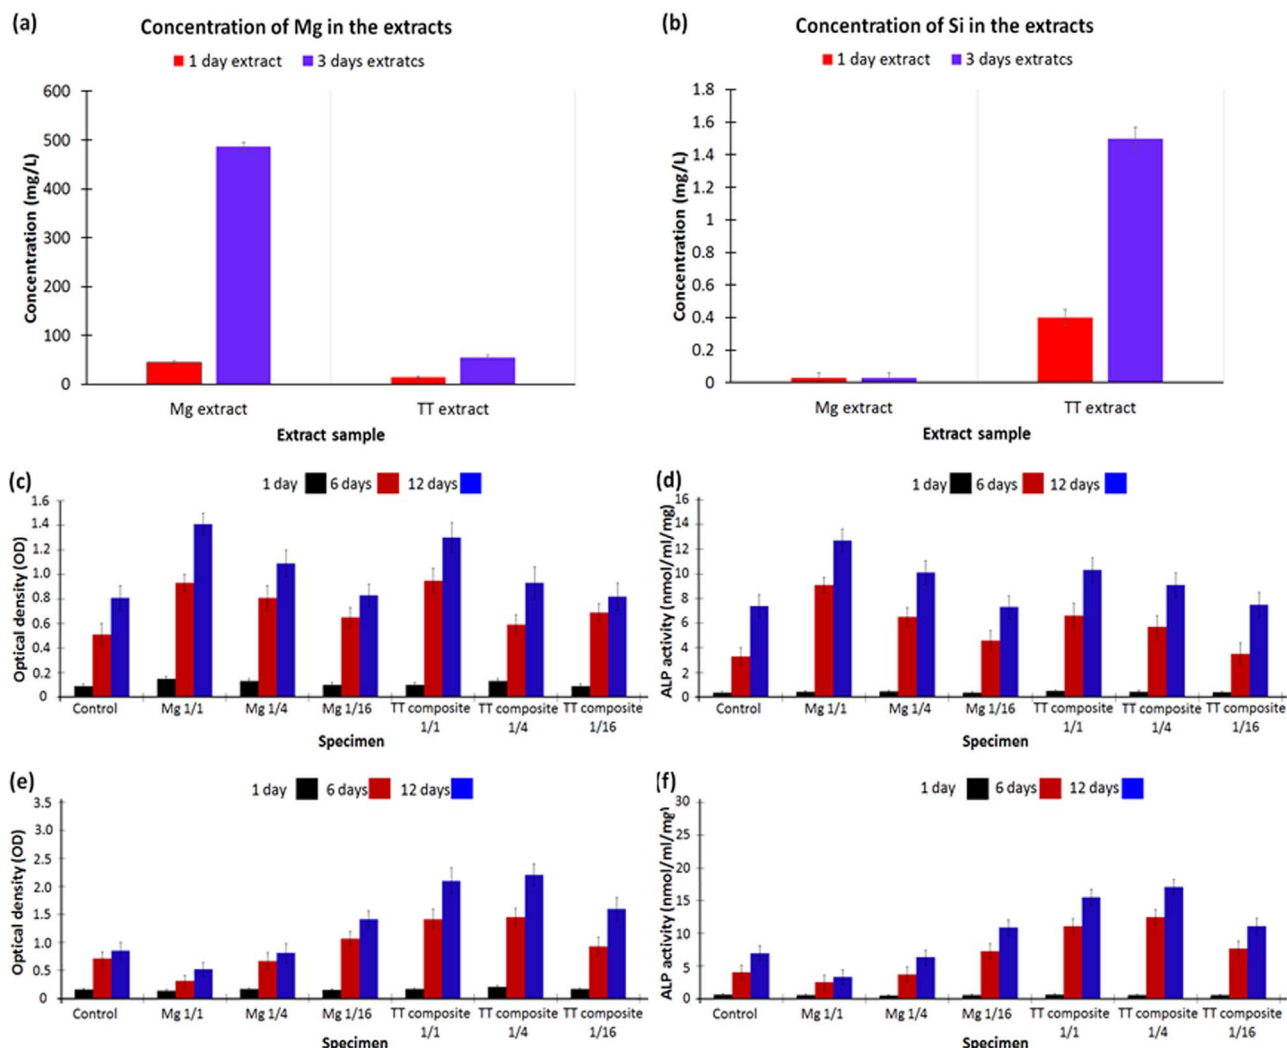 (a)
Concentration of Mg in the extracts
1 day extract 3 days extratcs
Concentration (mg/L)
600
500
400
300
200
100
0
Mg extract TT extract
Extract sample
(b)
Concentration of Si in the extracts
1 day extract 3 days extratcs
Concentration (mg/L)
1.8
1.6
1.4
1.2
1
0.8
0.6
0.4
0.2
0
Mg extract TT extract
Extract sample
(c)
1 day 6 days 12 days
Optical density (OD)
1.6
1.4
1.2
1.0
0.8
0.6
0.4
0.2
0
Control Mg 1/1 Mg 1/4 Mg 1/16 TT composite TT composite TT composite
1/1 1/4 1/16
Specimen
(d)
1 day 6 days 12 days
ALP activity (nmol/ml/mg)
16
14
12
10
8
6
4
2
0
Control Mg 1/1 Mg 1/4 Mg 1/16 TT composite TT composite TT composite
1/1 1/4 1/16
Specimen
(e)
1 day 6 days 12 days
Optical density (OD)
3.5
3.0
2.5
2.0
1.5
1.0
0.5
0
Control Mg 1/1 Mg 1/4 Mg 1/16 TT composite TT composite TT composite
1/1 1/4 1/16
Specimen
(f)
1 day 6 days 12 days
ALP activity (nmol/ml/mg)
30
25
20
15
10
5
0
Control Mg 1/1 Mg 1/4 Mg 1/16 TT composite TT composite TT composite
1/1 1/4 1/16
Specimen